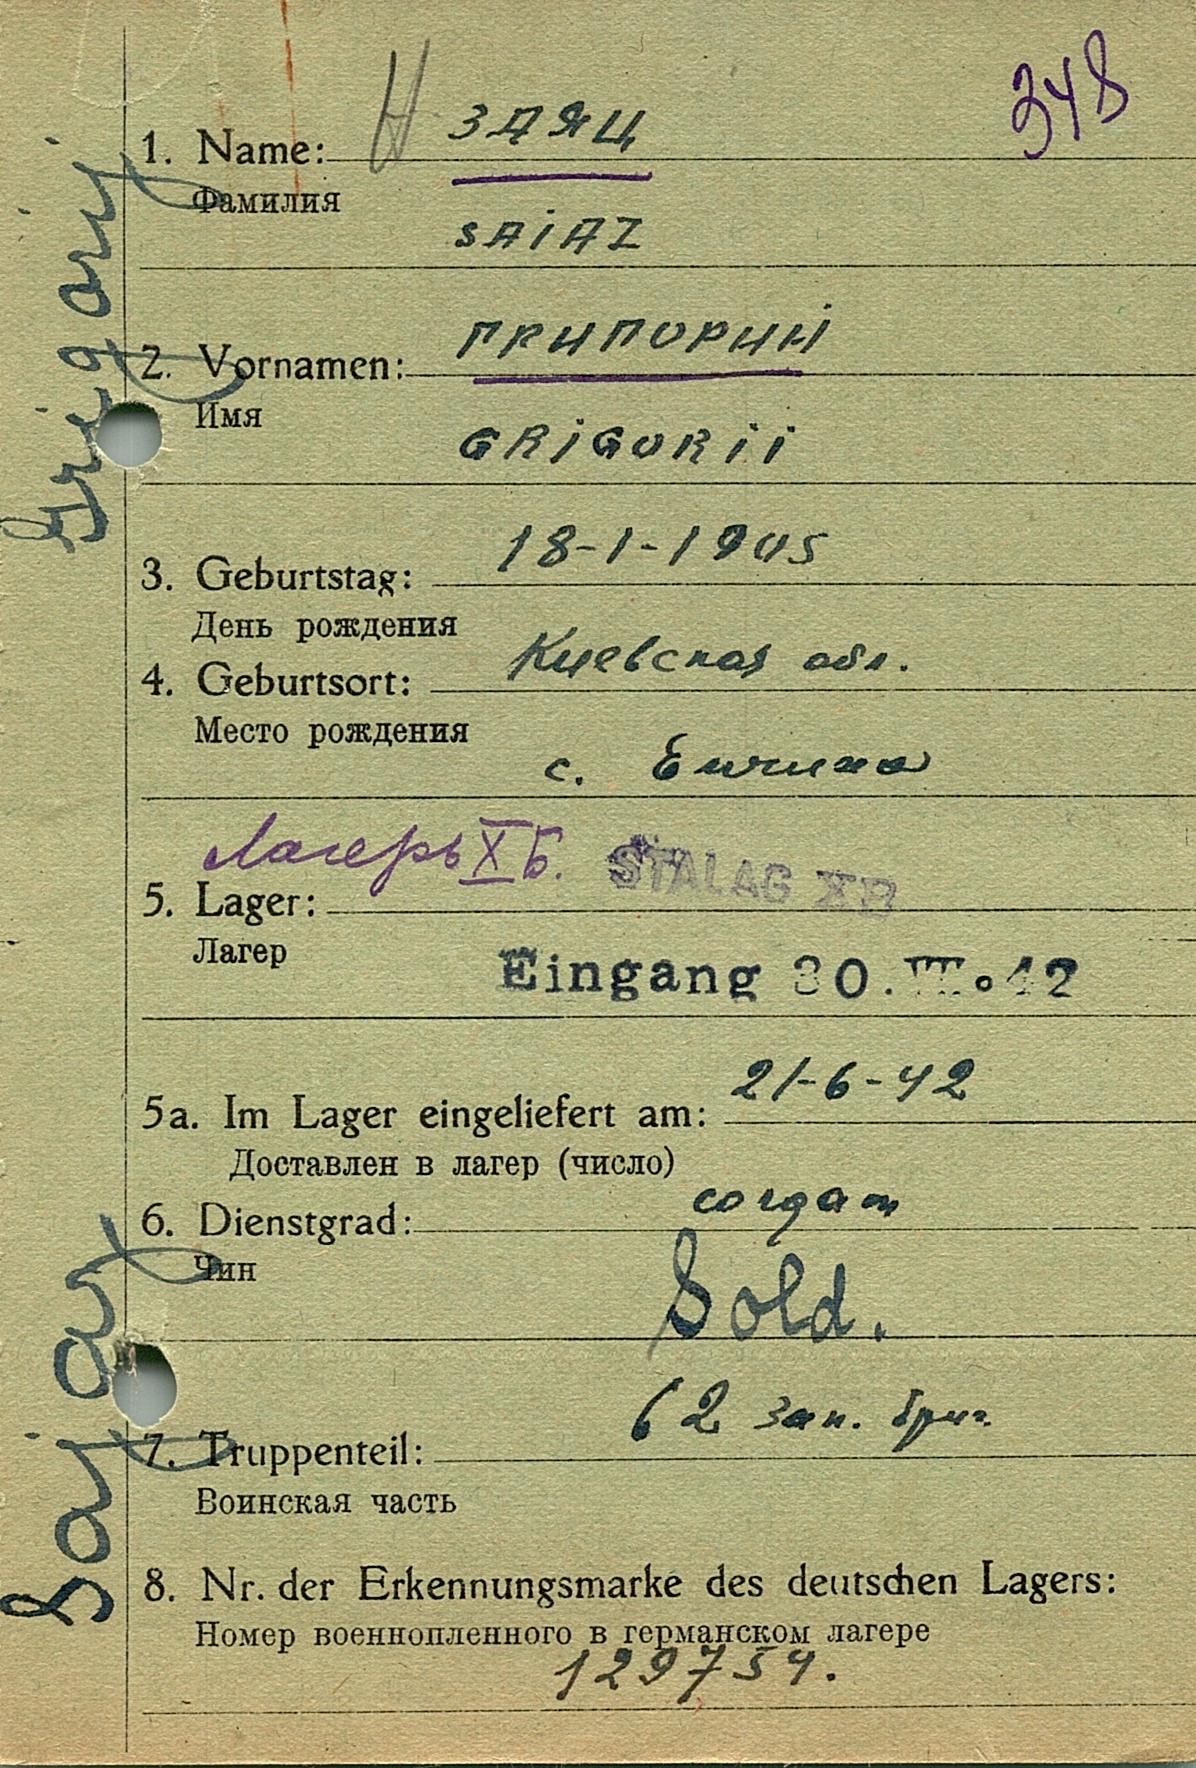 348
1. Name: ЗАЯЦ
Фамилия
SAIAZ
2. Vornamen: ГРИГОРИЙ
Имя
GRIGORII
3. Geburtstag: 18-1-1905
День рождения
4. Geburtsort: Киевская обл.
Место рождения
с.
Лагерь X Б. STALAG XB
5. Lager:
Лагер
Eingang 30. 42
5a. Im Lager eingeliefert am: 21-6-42
Доставлен в лагер (число)
6. Dienstgrad: солдат
Чин
Sold.
7. Truppenteil: 62 зап. бриг.
Воинская часть
8. Nr. der Erkennungsmarke des deutschen Lagers:
Номер военнопленного в германском лагере
129754.
Sajaz Grigorij